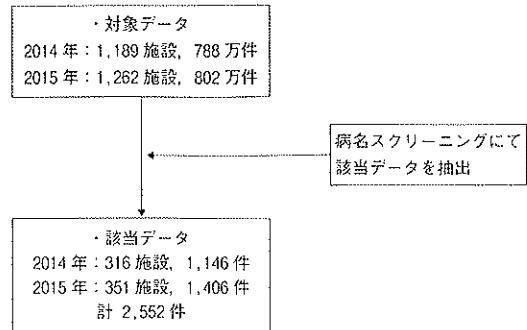 ・対象データ
2014 年：1,189 施設，788 万件
2015 年：1,262 施設，802 万件
病名スクリーニングにて
該当データを抽出
・該当データ
2014 年：316 施設，1,146 件
2015 年：351 施設，1,406 件
計 2,552 件